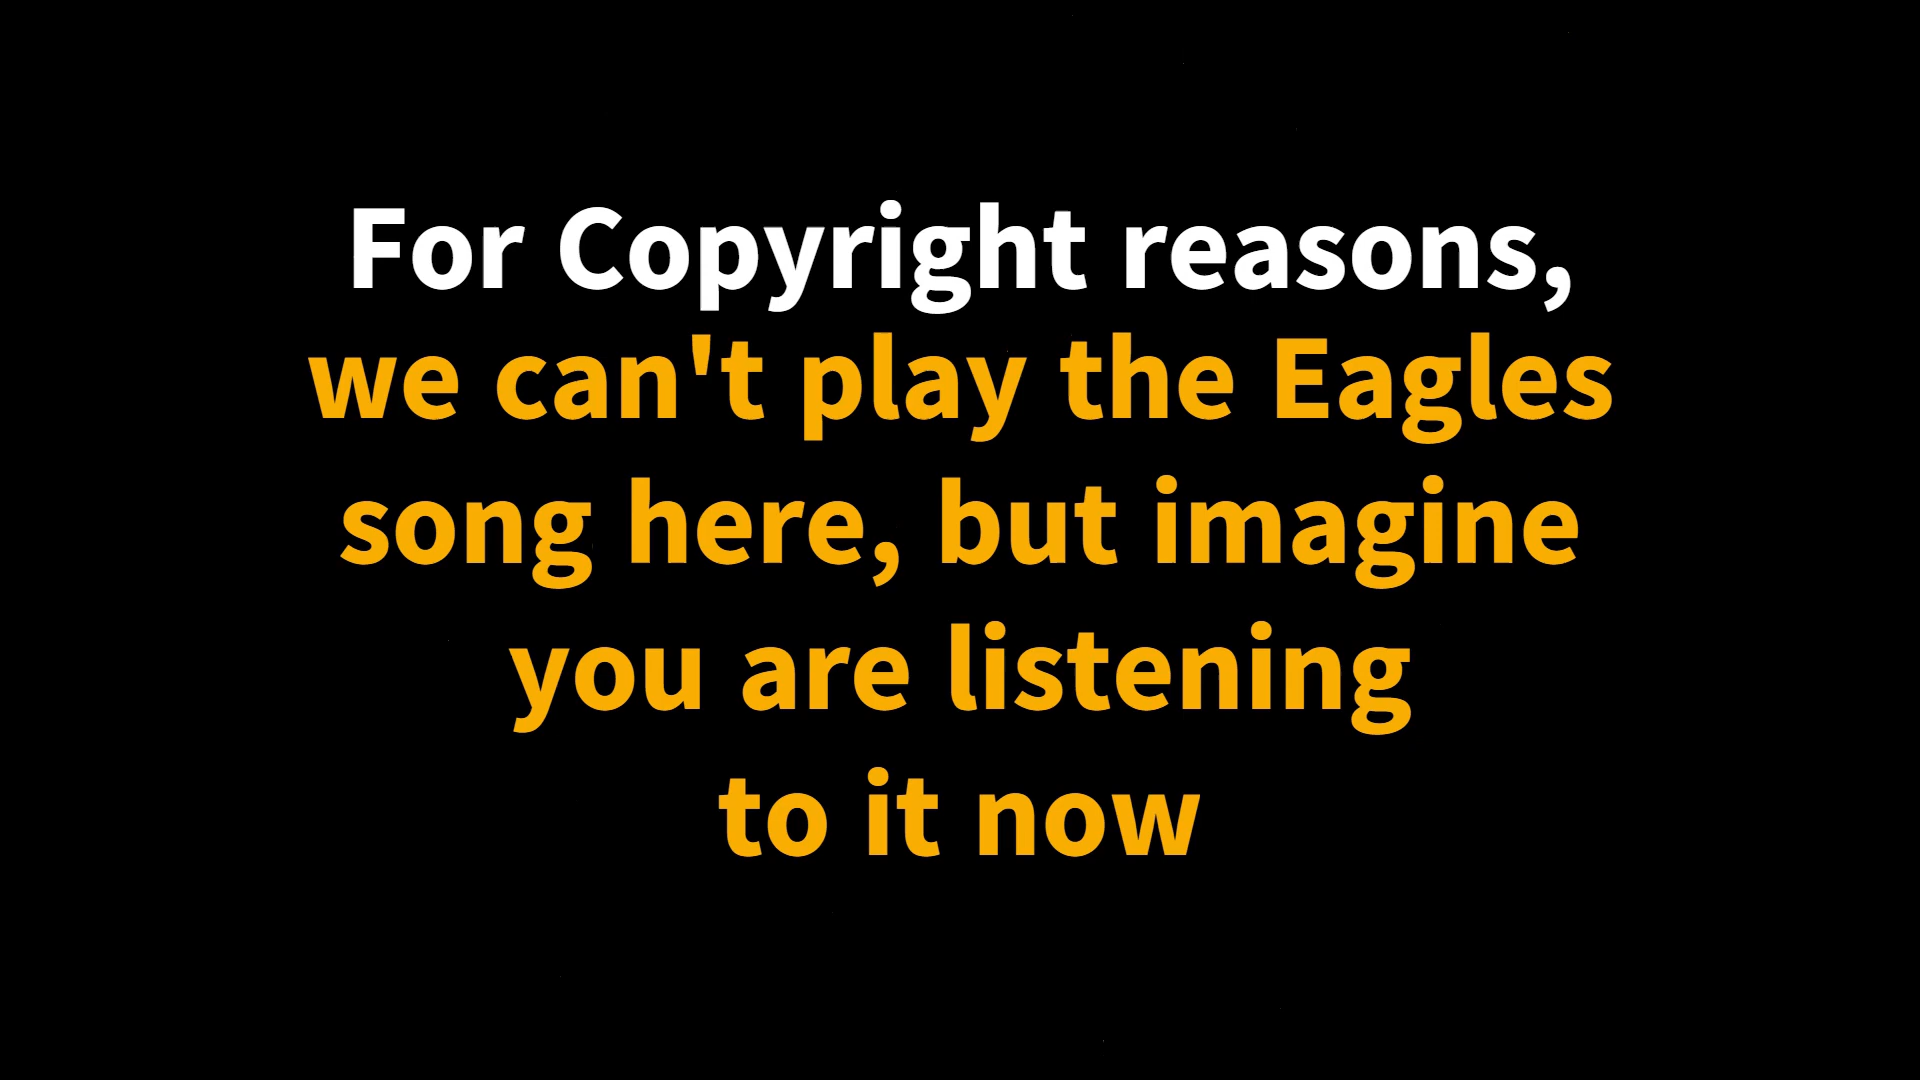 For Copyright reasons,
we can't play the Eagles
song here, but imagine
you are listening
to it now